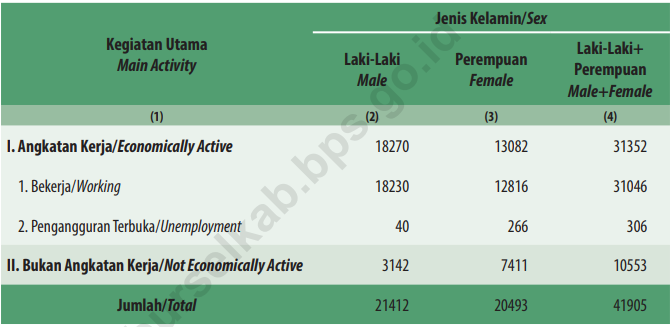 Kegiatan Utama
Main Activity
Jenis Kelamin/Sex
Laki-Laki
Male
Perempuan
Female
Laki-Laki+
Perempuan
Male+Female
(1) (2) (3) (4)
I. Angkatan Kerja/Economically Active 18270 13082 31352
1. Bekerja/Working 18230 12816 31046
2. Pengangguran Terbuka/Unemployment 40 266 306
II. Bukan Angkatan Kerja/Not Economically Active 3142 7411 10553
Jumlah/Total 21412 20493 41905
burselkab.bps.go.id